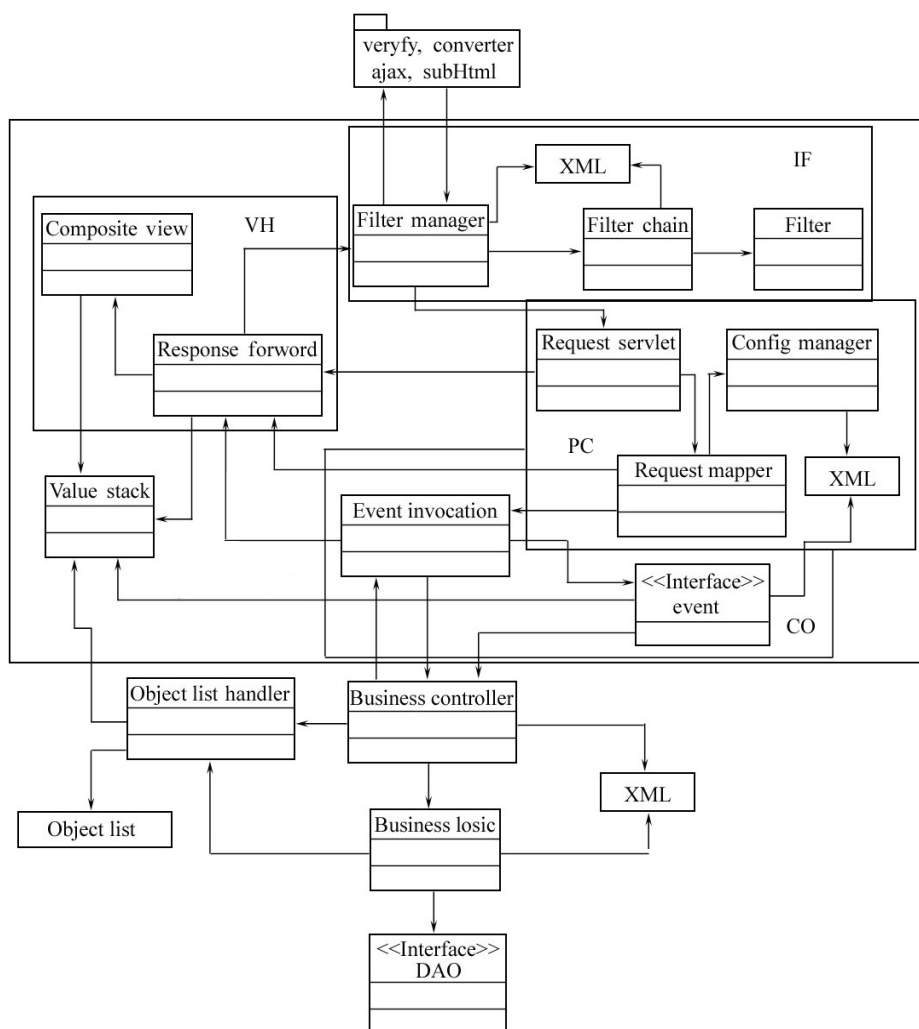 veryfy, converter
ajax, subHtml
IF
XML
VH
Composite view
Filter manager
Filter chain
Filter
Response forword
Request servlet
Config manager
PC
Value stack
Event invocation
Request mapper
XML
<<Interface>>
event
CO
Object list handler
Business controller
XML
Object list
Business losic
<<Interface>>
DAO